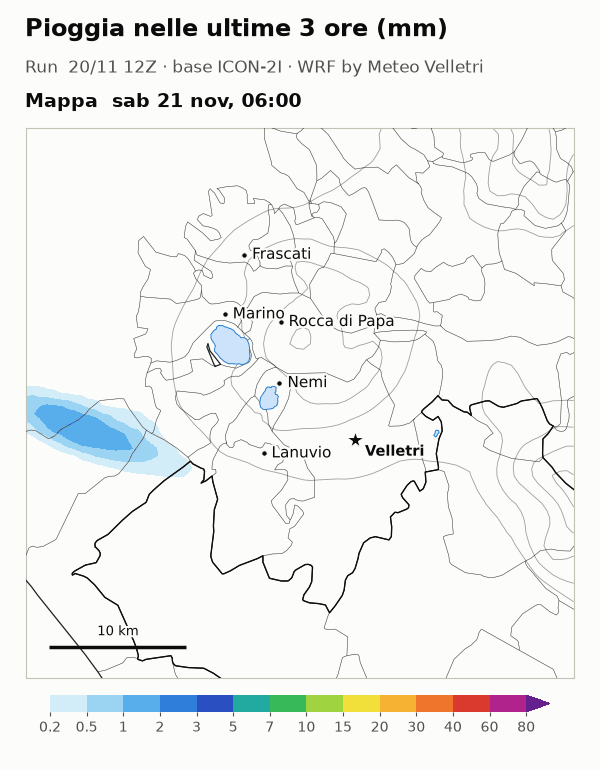 Pioggia nelle ultime 3 ore (mm)
Run  20/11 12Z · base ICON-2I · WRF by Meteo Velletri
Mappa  sab 21 nov, 06:00
Frascati
Marino
Rocca di Papa
Nemi
Lanuvio
Velletri
10 km
0.2 0.5 1 2 3 5 7 10 15 20 30 40 60 80